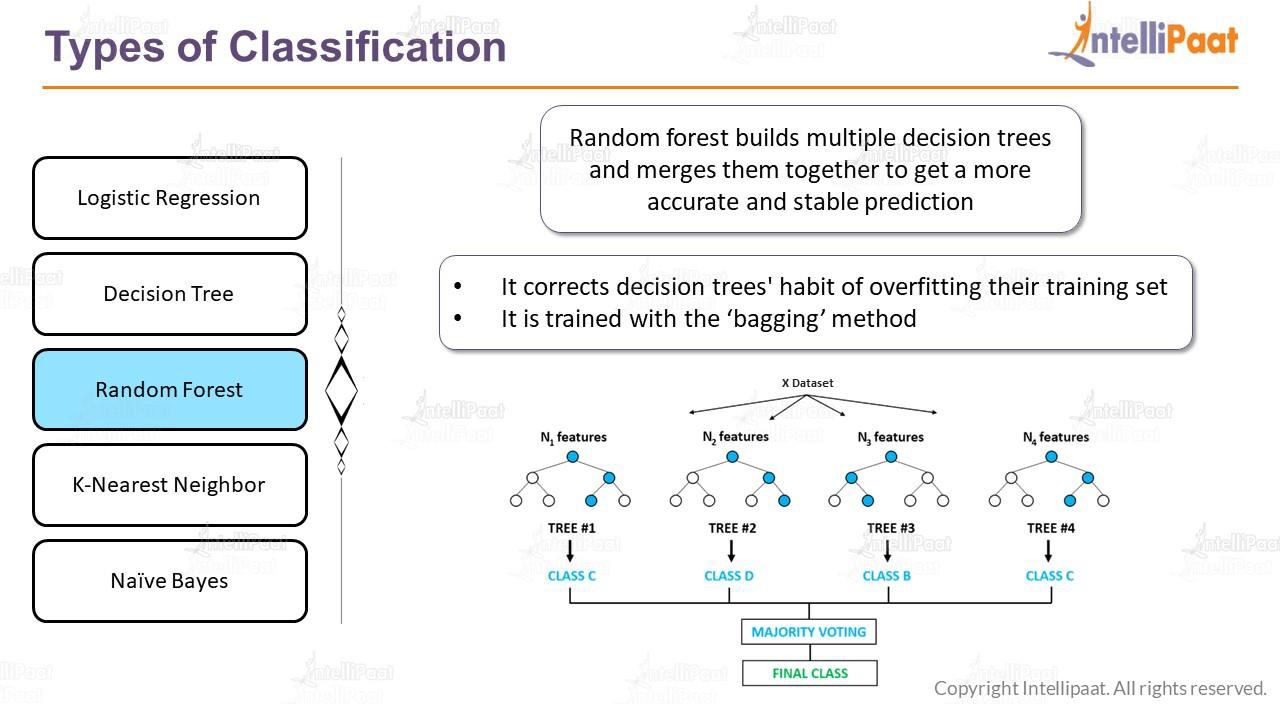 Types of Classification
IntelliPaat
Logistic Regression
Decision Tree
Random Forest
K-Nearest Neighbor
Naïve Bayes
Random forest builds multiple decision trees
and merges them together to get a more
accurate and stable prediction
• It corrects decision trees' habit of overfitting their training set
• It is trained with the ‘bagging’ method
X Dataset
N1 features N2 features N3 features N4 features
TREE #1 TREE #2 TREE #3 TREE #4
CLASS C CLASS D CLASS B CLASS C
MAJORITY VOTING
FINAL CLASS
Copyright Intellipaat. All rights reserved.